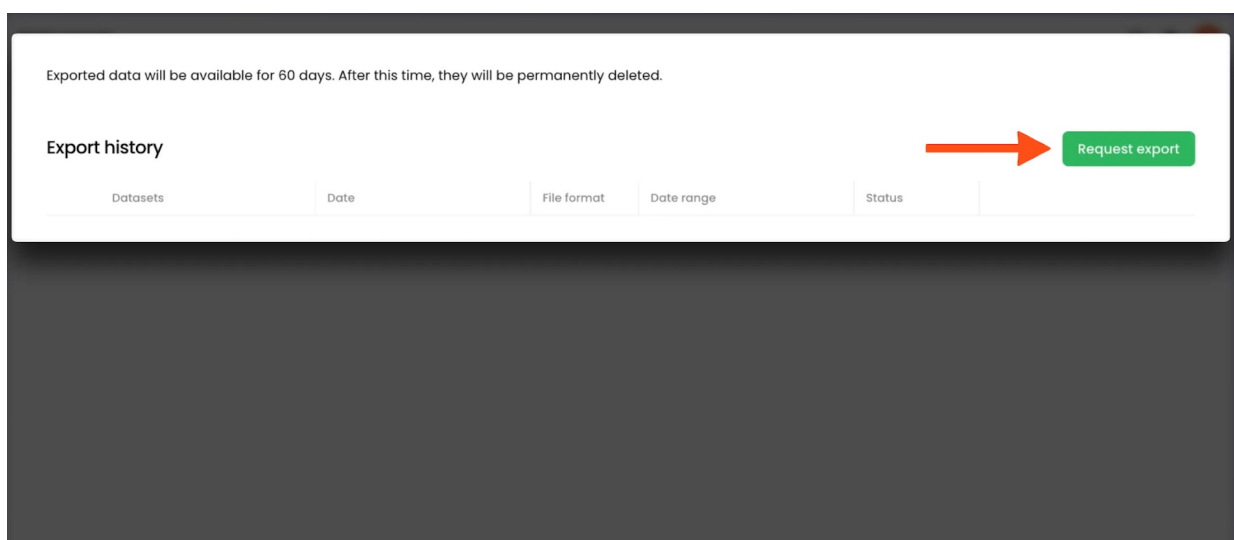 Exported data will be available for 60 days. After this time, they will be permanently deleted.
Export history
Request export
Datasets Date File format Date range Status